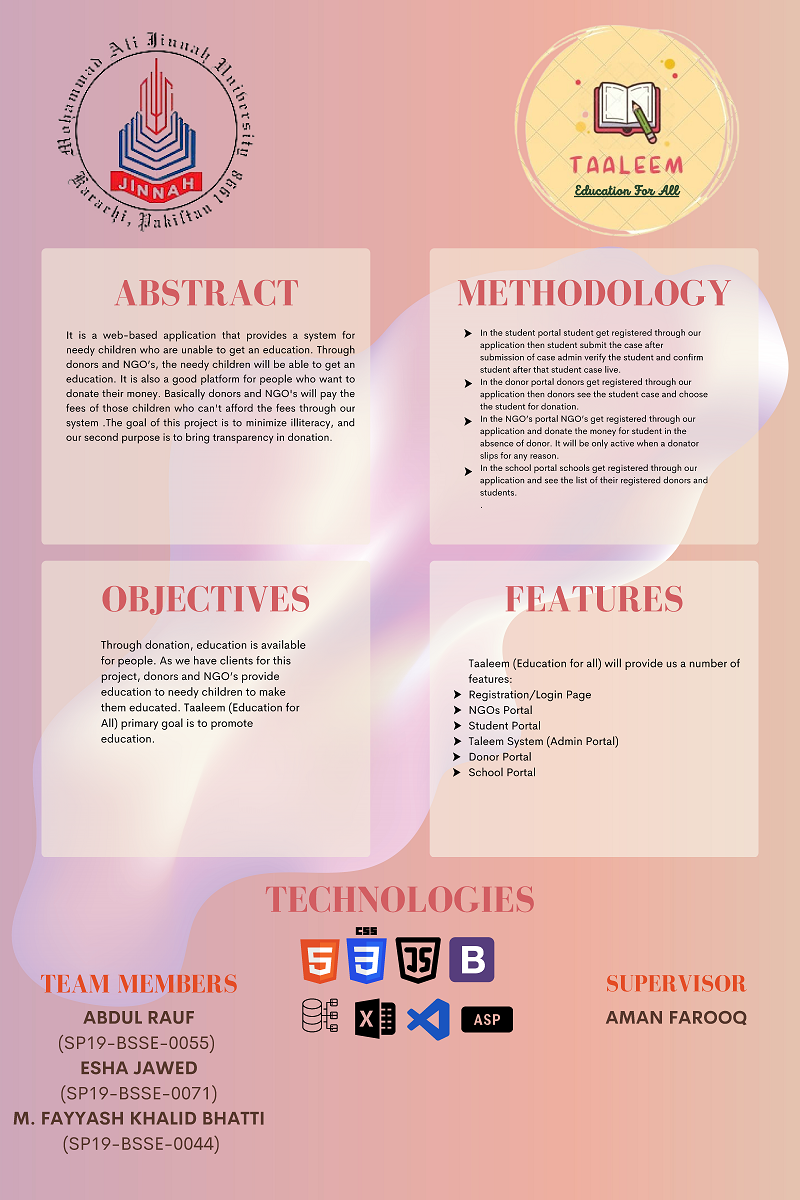 Mohammad Ali Jinnah University
JINNAH
Karachi, Pakistan 1998
TAALEEM
Education For All
ABSTRACT
It is a web-based application that provides a system for
needy children who are unable to get an education. Through
donors and NGO's, the needy children will be able to get an
education. It is also a good platform for people who want to
donate their money. Basically donors and NGO's will pay the
fees of those children who can't afford the fees through our
system .The goal of this project is to minimize illiteracy, and
our second purpose is to bring transparency in donation.
METHODOLOGY
In the student portal student get registered through our
application then student submit the case after
submission of case admin verify the student and confirm
student after that student case live.
In the donor portal donors get registered through our
application then donors see the student case and choose
the student for donation.
In the NGO's portal NGO's get registered through our
application and donate the money for student in the
absence of donor. It will be only active when a donator
slips for any reason.
In the school portal schools get registered through our
application and see the list of their registered donors and
students.
.
OBJECTIVES
Through donation, education is available
for people. As we have clients for this
project, donors and NGO's provide
education to needy children to make
them educated. Taaleem (Education for
All) primary goal is to promote
education.
FEATURES
Taaleem (Education for all) will provide us a number of
features:
Registration/Login Page
NGOs Portal
Student Portal
Taleem System (Admin Portal)
Donor Portal
School Portal
TECHNOLOGIES
CSS
5 3 JS B
X ASP
TEAM MEMBERS
ABDUL RAUF
(SP19-BSSE-0055)
ESHA JAWED
(SP19-BSSE-0071)
M. FAYYASH KHALID BHATTI
(SP19-BSSE-0044)
SUPERVISOR
AMAN FAROOQ